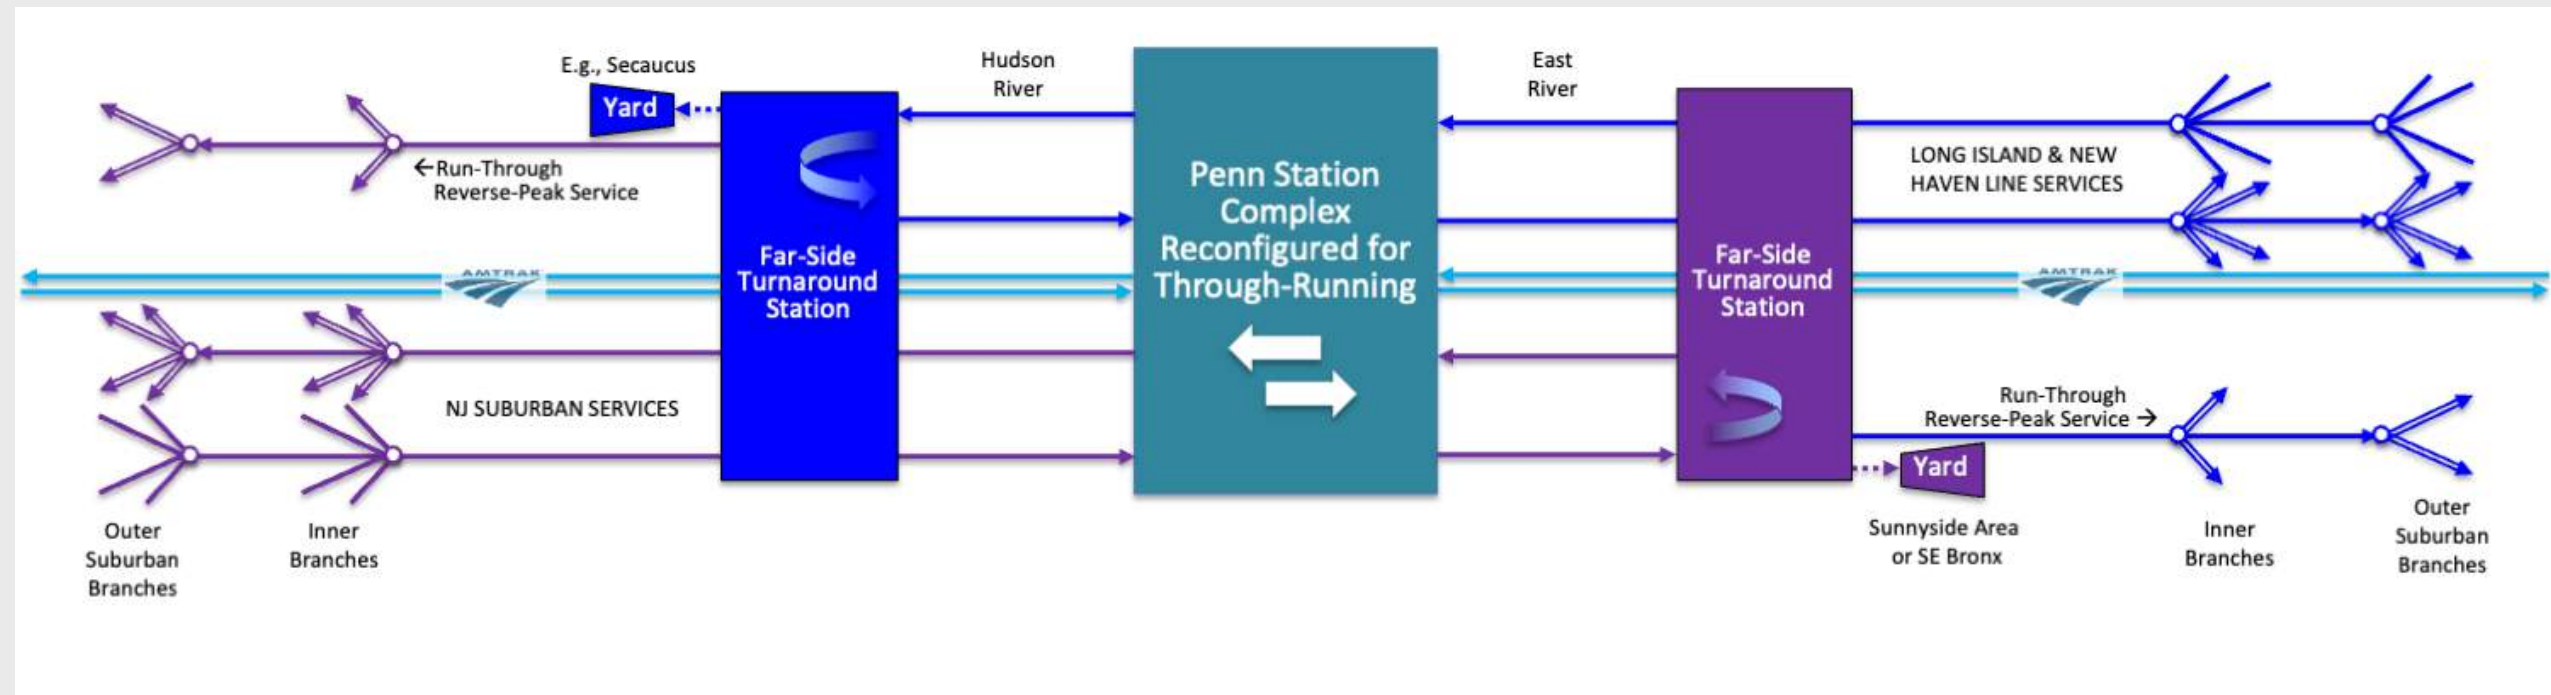 E.g., Secaucus
Yard
Hudson
River
East
River
←Run-Through
Reverse-Peak Service
Penn Station
Complex
Reconfigured for
Through-Running
LONG ISLAND & NEW
HAVEN LINE SERVICES
Far-Side
Turnaround
Station
Far-Side
Turnaround
Station
AMTRAK
AMTRAK
NJ SUBURBAN SERVICES
Run-Through
Reverse-Peak Service →
Yard
Outer
Suburban
Branches
Inner
Branches
Sunnyside Area
or SE Bronx
Inner
Branches
Outer
Suburban
Branches